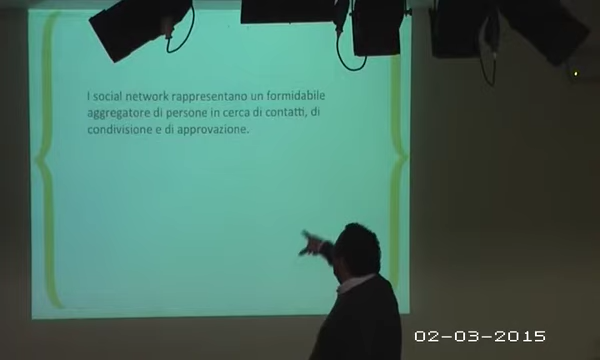 I social network rappresentano un formidabile
aggregatore di persone in cerca di contatti, di
condivisione e di approvazione.
02-03-2015